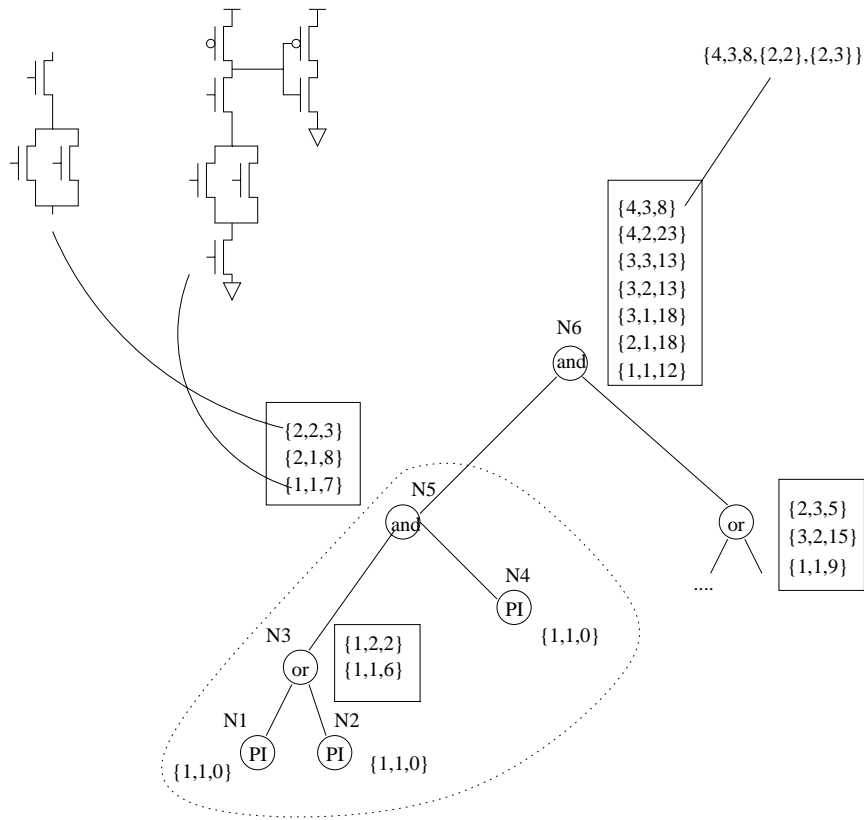 {4,3,8,{2,2},{2,3}}
{4,3,8}
{4,2,23}
{3,3,13}
{3,2,13}
{3,1,18}
{2,1,18}
{1,1,12}
N6
and
{2,2,3}
{2,1,8}
{1,1,7}
N5
and
or
{2,3,5}
{3,2,15}
{1,1,9}
....
N4
PI
{1,1,0}
N3
or
{1,2,2}
{1,1,6}
N1
PI
{1,1,0}
N2
PI
{1,1,0}